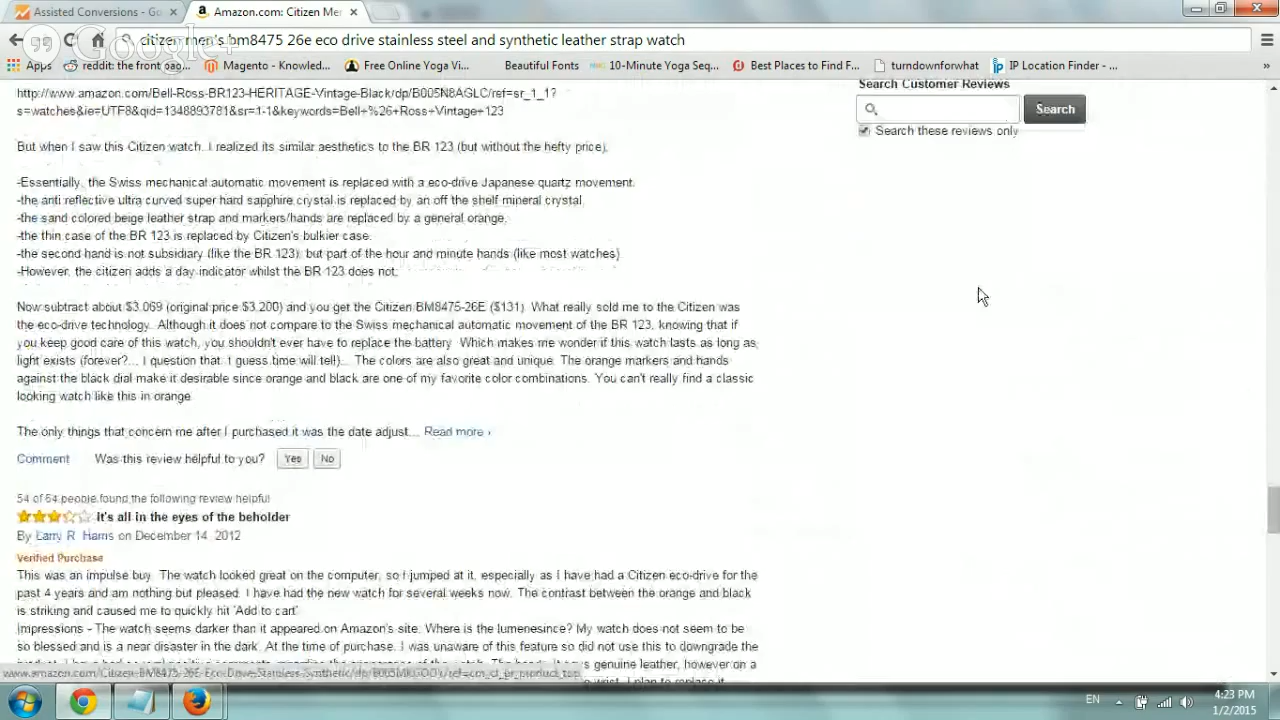 Assisted Conversions - Go
Amazon.com: Citizen Mer
Google+
citizen men's bm8475 26e eco drive stainless steel and synthetic leather strap watch
Apps
reddit: the front pag...
Magento - Knowled...
Free Online Yoga Vi...
Beautiful Fonts
10-Minute Yoga Seq...
Best Places to Find F...
turndownforwhat
IP Location Finder - ...
»
Search Customer Reviews
Search
Search these reviews only
http://www.amazon.com/Bell-Ross-BR123-HERITAGE-Vintage-Black/dp/B005N8AGLC/ref=sr_1_1?
s=watches&ie=UTF8&qid=1348893781&sr=1-1&keywords=Bell+%26+Ross+Vintage+123
But when I saw this Citizen watch, I realized its similar aesthetics to the BR 123 (but without the hefty price).
-Essentially, the Swiss mechanical automatic movement is replaced with a eco-drive Japanese quartz movement.
-the anti reflective ultra curved super hard sapphire crystal is replaced by an off the shelf mineral crystal.
-the sand colored beige leather strap and markers/hands are replaced by a general orange.
-the thin case of the BR 123 is replaced by Citizen's bulkier case.
-the second hand is not subsidiary (like the BR 123), but part of the hour and minute hands (like most watches)
-However, the citizen adds a day indicator whilst the BR 123 does not.
Now subtract about $3,069 (original price $3,200) and you get the Citizen BM8475-26E ($131). What really sold me to the Citizen was
the eco-drive technology. Although it does not compare to the Swiss mechanical automatic movement of the BR 123, knowing that if
you keep good care of this watch, you shouldn't ever have to replace the battery. Which makes me wonder if this watch lasts as long as
light exists (forever?... I question that. I guess time will tell)... The colors are also great and unique. The orange markers and hands
against the black dial make it desirable since orange and black are one of my favorite color combinations. You can't really find a classic
looking watch like this in orange.
The only things that concern me after I purchased it was the date adjust... Read more ›
Comment Was this review helpful to you? Yes No
54 of 64 people found the following review helpful
It's all in the eyes of the beholder
By Larry R. Harris on December 14, 2012
Verified Purchase
This was an impulse buy. The watch looked great on the computer, so I jumped at it, especially as I have had a Citizen eco-drive for the
past 4 years and am nothing but pleased. I have had the new watch for several weeks now. The contrast between the orange and black
is striking and caused me to quickly hit 'Add to cart'
Impressions - The watch seems darker than it appeared on Amazon's site. Where is the lumenesince? My watch does not seem to be
so blessed and is a near disaster in the dark. At the time of purchase, I was unaware of this feature so did not use this to downgrade the
genuine leather, however on a
wrist. I plan to replace it
EN
4:23 PM
1/2/2015